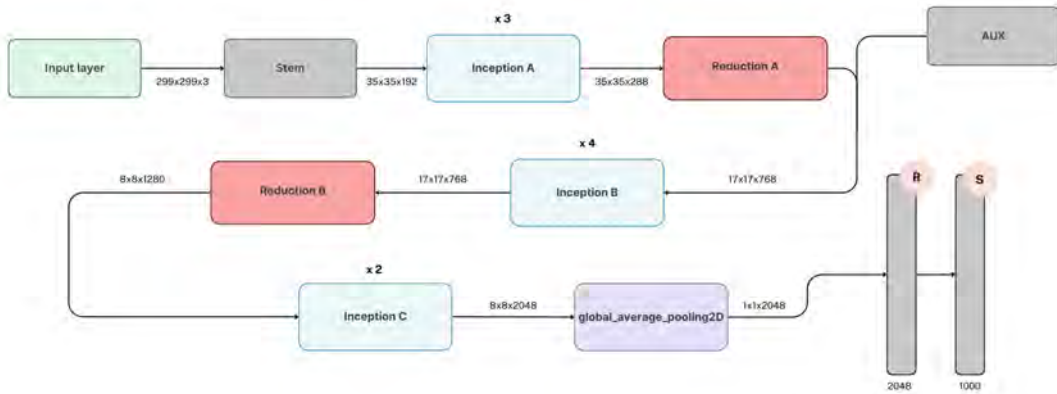 x 3
AUX
Input layer
299x299x3
Stem
35x35x192
Inception A
35x35x288
Reduction A
x 4
8x8x1280
Reduction B
17x17x768
Inception B
17x17x768
R
S
x 2
Inception C
8x8x2048
global_average_pooling2D
1x1x2048
2048
1000